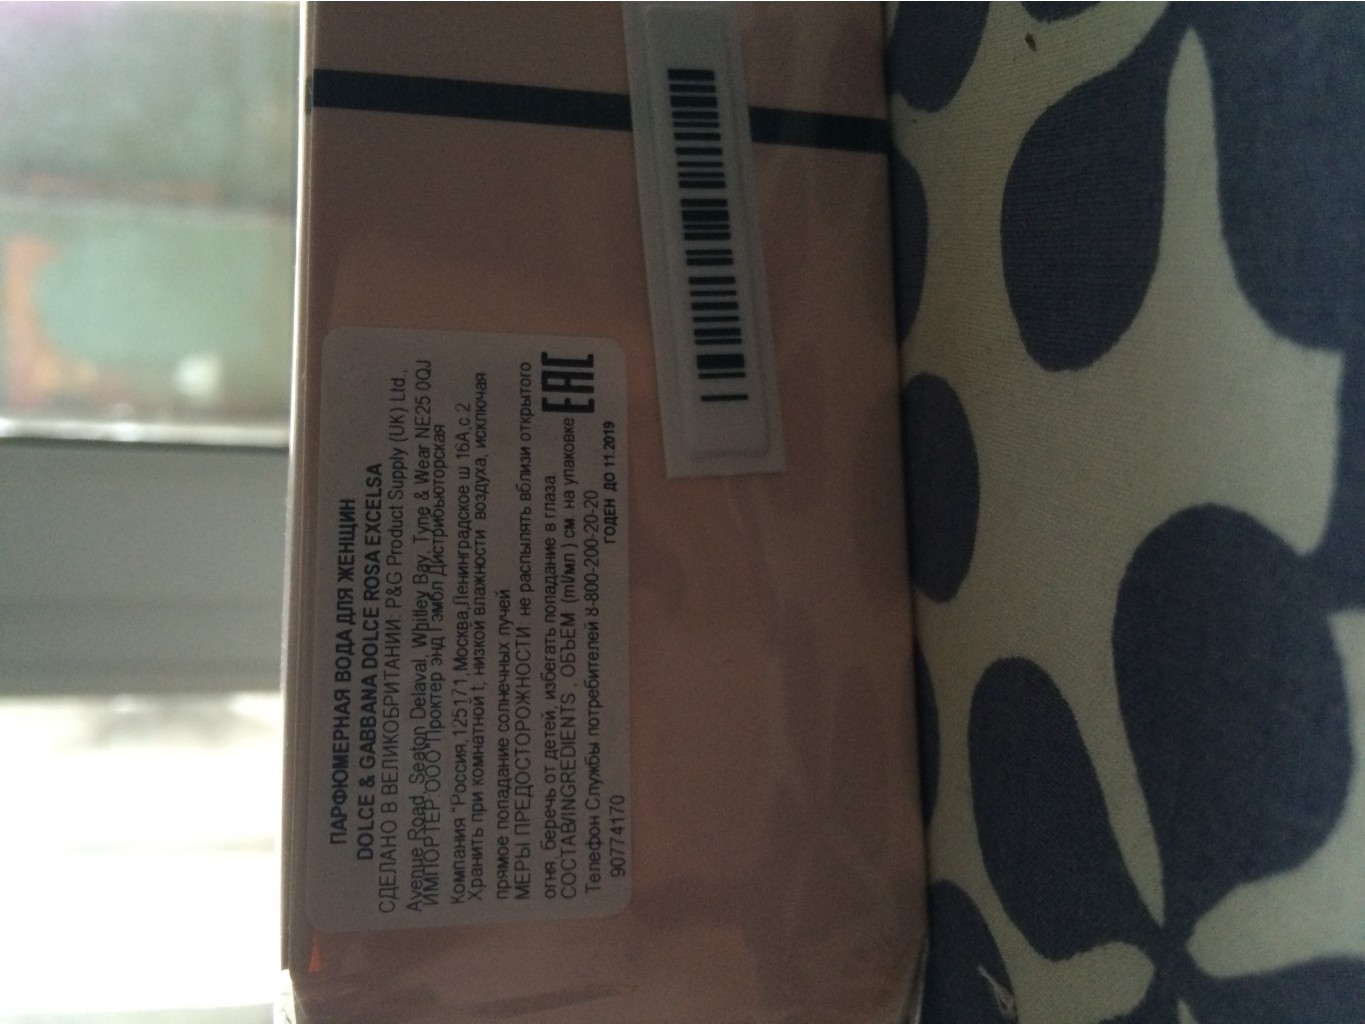 ПАРФЮМЕРНАЯ ВОДА ДЛЯ ЖЕНЩИН
DOLCE & GABBANA DOLCE ROSA EXCELSA
СДЕЛАНО В ВЕЛИКОБРИТАНИИ: P&G Product Supply (UK) Ltd.,
Avenue Road, Seaton Delaval, Whitley Bay, Tyne & Wear NE25 0QJ
ИМПОРТЕР ООО "Проктер энд Гэмбл Дистрибьюторская
Компания "Россия,125171,Москва,Ленинградское ш 16А,с.2
Хранить при комнатной t, низкой влажности воздуха, исключая
прямое попадание солнечных лучей
МЕРЫ ПРЕДОСТОРОЖНОСТИ: не распылять вблизи открытого
огня, беречь от детей, избегать попадание в глаза
СОСТАВ/INGREDIENTS, ОБЪЕМ (ml/мл) см. на упаковке
EAC
Телефон Службы потребителей 8-800-200-20-20
ГОДЕН ДО 11.2019
90774170